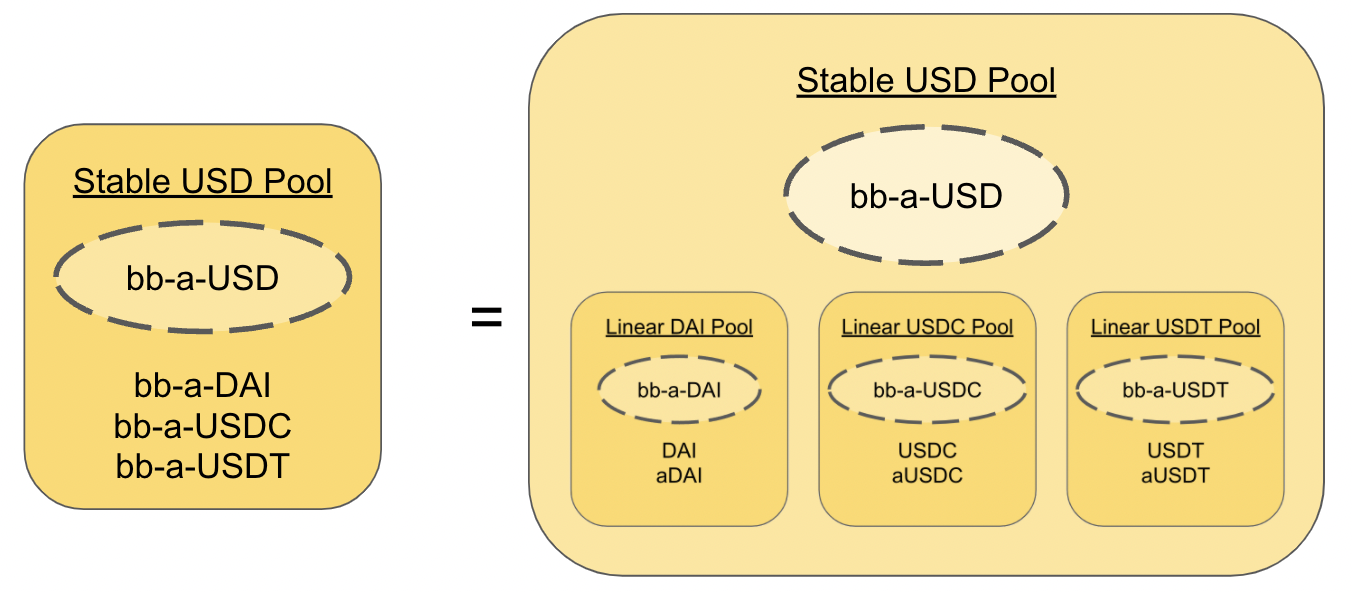 Stable USD Pool
bb-a-USD
bb-a-DAI
bb-a-USDC
bb-a-USDT
=
Stable USD Pool
bb-a-USD
Linear DAI Pool
bb-a-DAI
DAI
aDAI
Linear USDC Pool
bb-a-USDC
USDC
aUSDC
Linear USDT Pool
bb-a-USDT
USDT
aUSDT